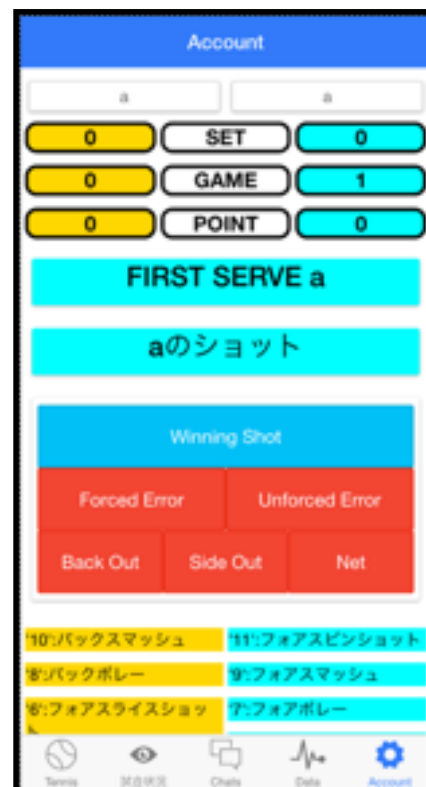 Account
a a
0 SET 0
0 GAME 1
0 POINT 0
FIRST SERVE a
aのショット
Winning Shot
Forced Error Unforced Error
Back Out Side Out Net
'10':バックスマッシュ '11':フォアスピンショット
'8':バックボレー '9':フォアスマッシュ
'6':フォアスライスショッ '7':フォアボレー
ト
Tennis 試合状況 Chats Data Account